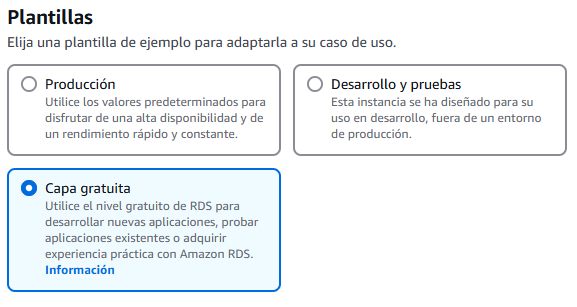 Plantillas
Elija una plantilla de ejemplo para adaptarla a su caso de uso.
Producción
Utilice los valores predeterminados para
disfrutar de una alta disponibilidad y de
un rendimiento rápido y constante.
Desarrollo y pruebas
Esta instancia se ha diseñado para su
uso en desarrollo, fuera de un entorno
de producción.
Capa gratuita
Utilice el nivel gratuito de RDS para
desarrollar nuevas aplicaciones, probar
aplicaciones existentes o adquirir
experiencia práctica con Amazon RDS.
Información